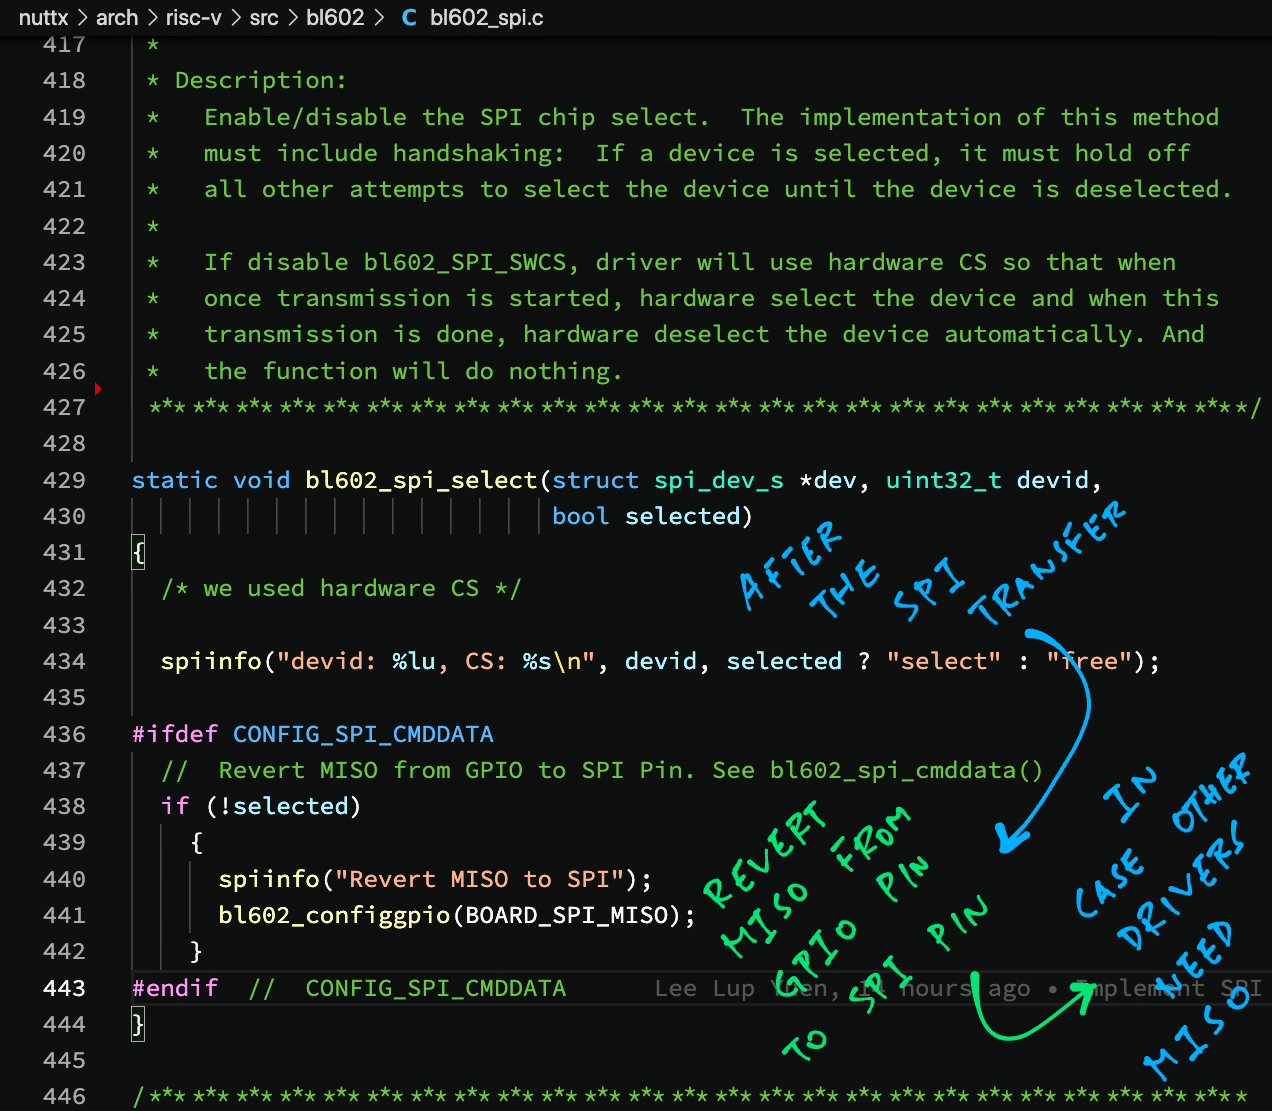 nuttx > arch > risc-v > src > bl602 > C bl602_spi.c
417 *
418 * Description:
419 *   Enable/disable the SPI chip select.  The implementation of this method
420 *   must include handshaking:  If a device is selected, it must hold off
421 *   all other attempts to select the device until the device is deselected.
422 *
423 *   If disable bl602_SPI_SWCS, driver will use hardware CS so that when
424 *   once transmission is started, hardware select the device and when this
425 *   transmission is done, hardware deselect the device automatically. And
426 *   the function will do nothing.
427 ****************************************************************************/
428
429 static void bl602_spi_select(struct spi_dev_s *dev, uint32_t devid,
430                              bool selected)
431 {
432   /* we used hardware CS */
433
434   spiinfo("devid: %lu, CS: %s\n", devid, selected ? "select" : "free");
435
436 #ifdef CONFIG_SPI_CMDDATA
437   //  Revert MISO from GPIO to SPI Pin. See bl602_spi_cmddata()
438   if (!selected)
439     {
440       spiinfo("Revert MISO to SPI");
441       bl602_configgpio(BOARD_SPI_MISO);
442     }
443 #endif  //  CONFIG_SPI_CMDDATA      Lee Lup Yuen, 14 hours ago • Implement SPI
444 }
445
446 /****************************************************************************
AFTER
THE SPI
TRANSFER
REVERT
MISO FROM
GPIO PIN
TO SPI PIN
IN
CASE OTHER
DRIVERS
NEED
MISO